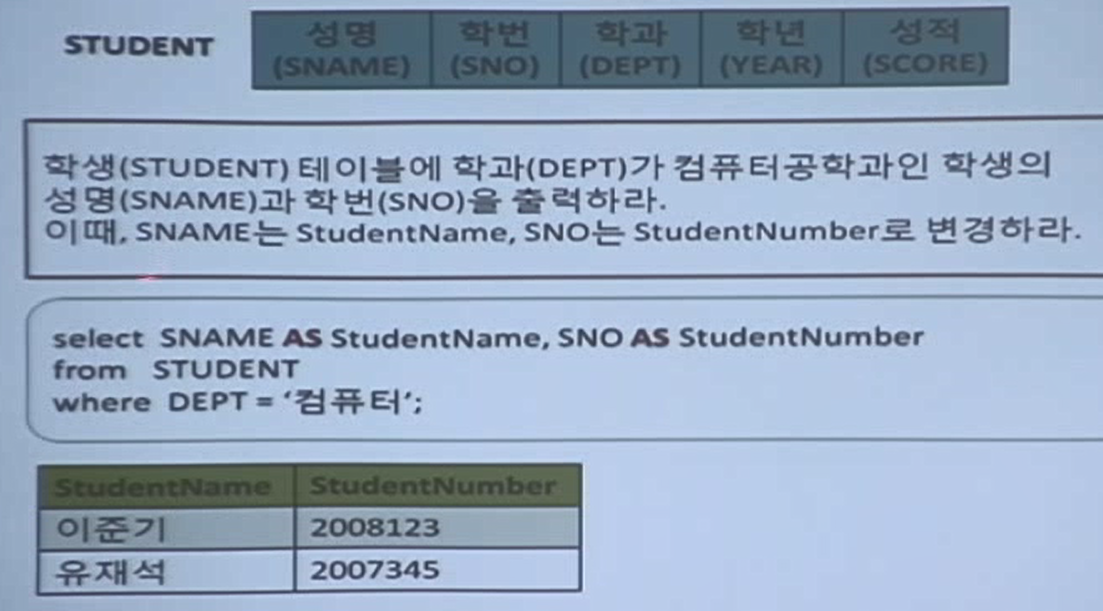 STUDENT
성명 학번 학과 학년 성적
(SNAME) (SNO) (DEPT) (YEAR) (SCORE)
학생(STUDENT) 테이블에 학과(DEPT)가 컴퓨터공학과인 학생의
성명(SNAME)과 학번(SNO)을 출력하라.
이때, SNAME는 StudentName, SNO는 StudentNumber로 변경하라.
select SNAME AS StudentName, SNO AS StudentNumber
from STUDENT
where DEPT = ‘컴퓨터’;
StudentName StudentNumber
이준기 2008123
유재석 2007345